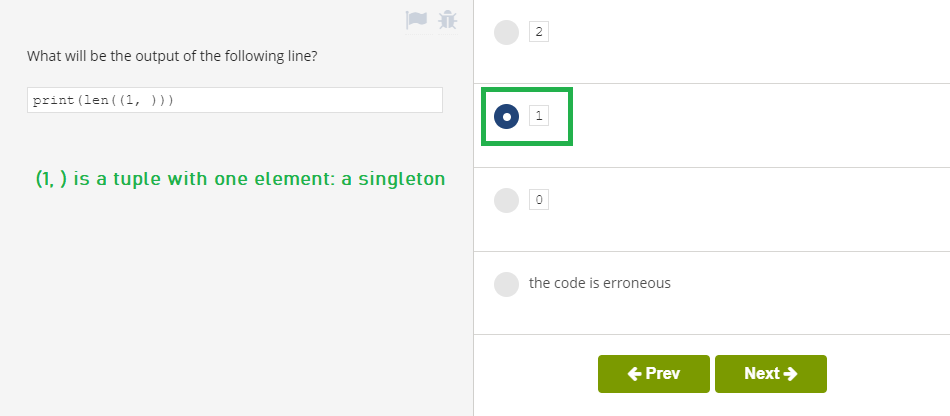 What will be the output of the following line?
print(len((1, )))
(1, ) is a tuple with one element: a singleton
2
1
0
the code is erroneous
Prev
Next